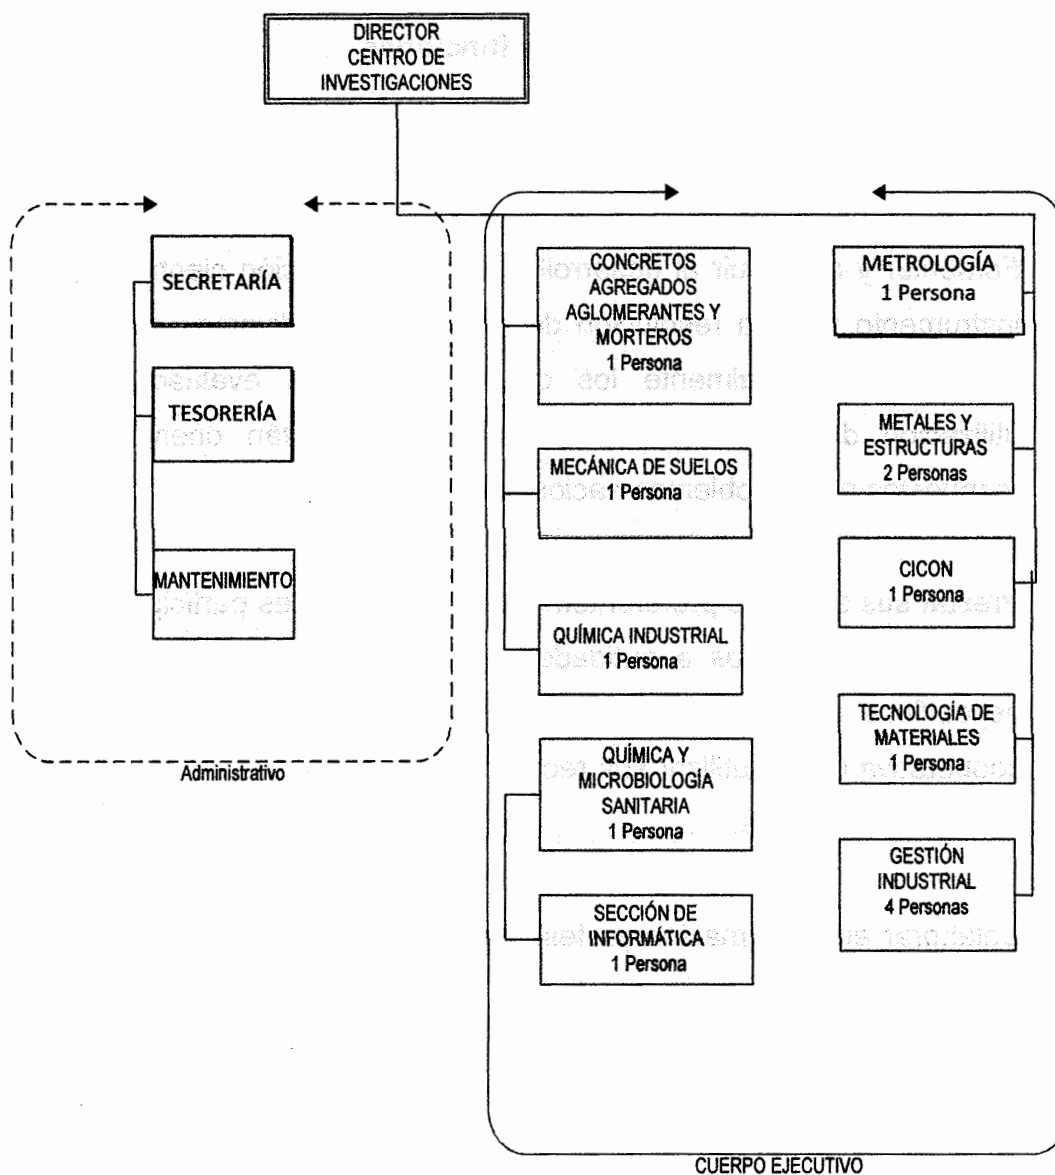 DIRECTOR
CENTRO DE
INVESTIGACIONES
SECRETARÍA
TESORERÍA
MANTENIMIENTO
Administrativo
CONCRETOS
AGREGADOS
AGLOMERANTES Y
MORTEROS
1 Persona
MECÁNICA DE SUELOS
1 Persona
QUÍMICA INDUSTRIAL
1 Persona
QUÍMICA Y
MICROBIOLOGÍA
SANITARIA
1 Persona
SECCIÓN DE
INFORMÁTICA
1 Persona
METROLOGÍA
1 Persona
METALES Y
ESTRUCTURAS
2 Personas
CICON
1 Persona
TECNOLOGÍA DE
MATERIALES
1 Persona
GESTIÓN
INDUSTRIAL
4 Personas
CUERPO EJECUTIVO